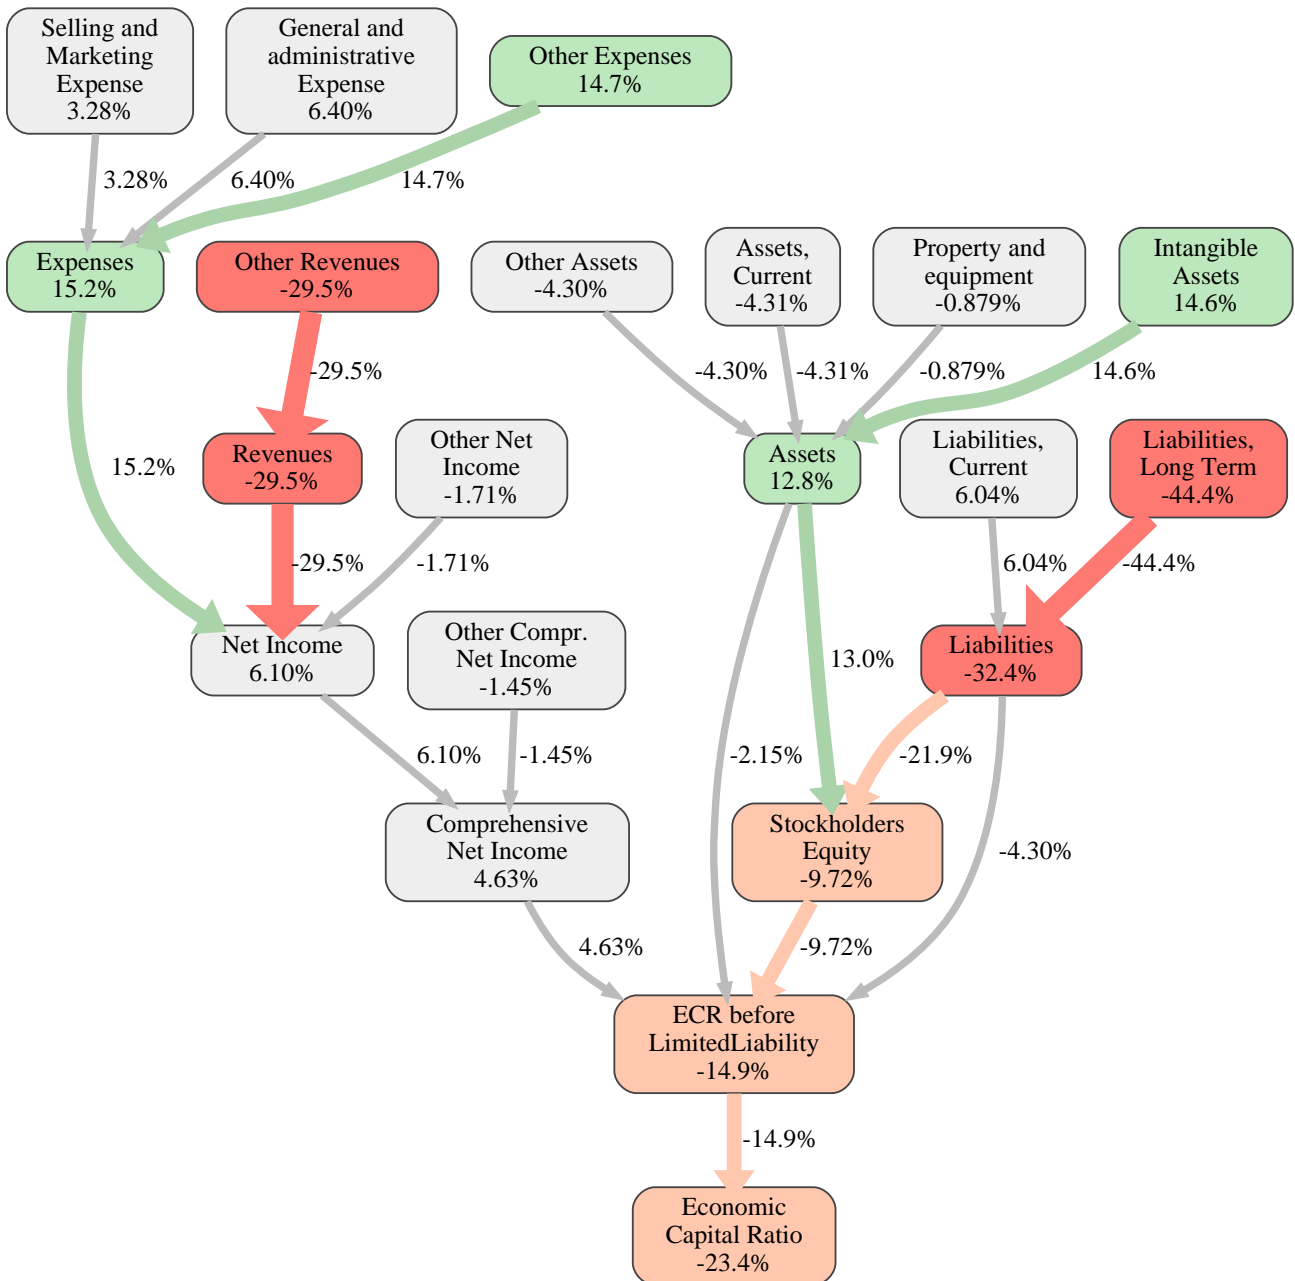 Selling and
Marketing
Expense
3.28%
General and
administrative
Expense
6.40%
Other Expenses
14.7%
3.28%
6.40%
14.7%
Expenses
15.2%
Other Revenues
-29.5%
Other Assets
-4.30%
Assets,
Current
-4.31%
Property and
equipment
-0.879%
Intangible
Assets
14.6%
-29.5%
-4.30%
-4.31%
-0.879%
14.6%
15.2%
Revenues
-29.5%
Other Net
Income
-1.71%
Assets
12.8%
Liabilities,
Current
6.04%
Liabilities,
Long Term
-44.4%
-29.5%
-1.71%
6.04%
-44.4%
Net Income
6.10%
Other Compr.
Net Income
-1.45%
13.0%
Liabilities
-32.4%
6.10%
-1.45%
-2.15%
-21.9%
Comprehensive
Net Income
4.63%
Stockholders
Equity
-9.72%
-4.30%
4.63%
-9.72%
ECR before
LimitedLiability
-14.9%
-14.9%
Economic
Capital Ratio
-23.4%